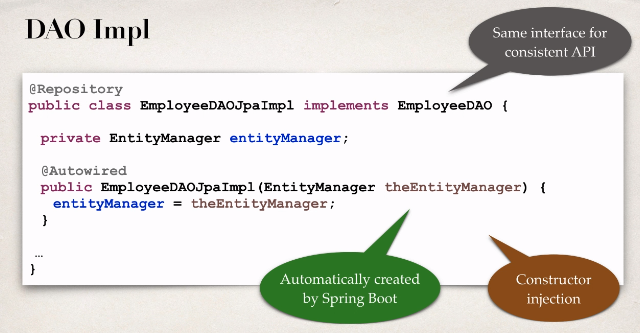 DAO Impl
Same interface for
consistent API
@Repository
public class EmployeeDAOJpaImpl implements EmployeeDAO {
private EntityManager entityManager;
@Autowired
public EmployeeDAOJpaImpl(EntityManager theEntityManager) {
entityManager = theEntityManager;
}
…
}
Automatically created
by Spring Boot
Constructor
injection